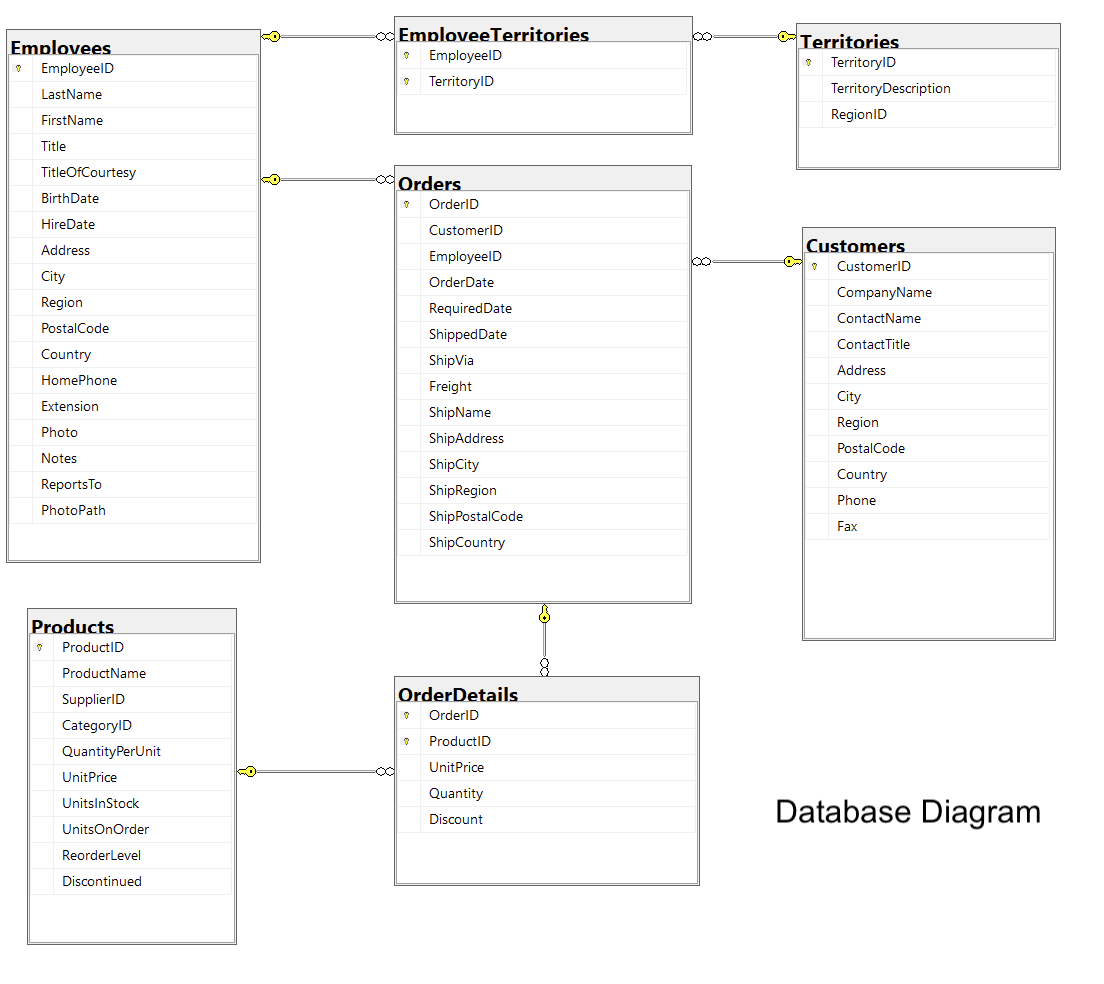 Employees
EmployeeID
LastName
FirstName
Title
TitleOfCourtesy
BirthDate
HireDate
Address
City
Region
PostalCode
Country
HomePhone
Extension
Photo
Notes
ReportsTo
PhotoPath
EmployeeTerritories
EmployeeID
TerritoryID
Territories
TerritoryID
TerritoryDescription
RegionID
Orders
OrderID
CustomerID
EmployeeID
OrderDate
RequiredDate
ShippedDate
ShipVia
Freight
ShipName
ShipAddress
ShipCity
ShipRegion
ShipPostalCode
ShipCountry
Customers
CustomerID
CompanyName
ContactName
ContactTitle
Address
City
Region
PostalCode
Country
Phone
Fax
Products
ProductID
ProductName
SupplierID
CategoryID
QuantityPerUnit
UnitPrice
UnitsInStock
UnitsOnOrder
ReorderLevel
Discontinued
OrderDetails
OrderID
ProductID
UnitPrice
Quantity
Discount
Database Diagram